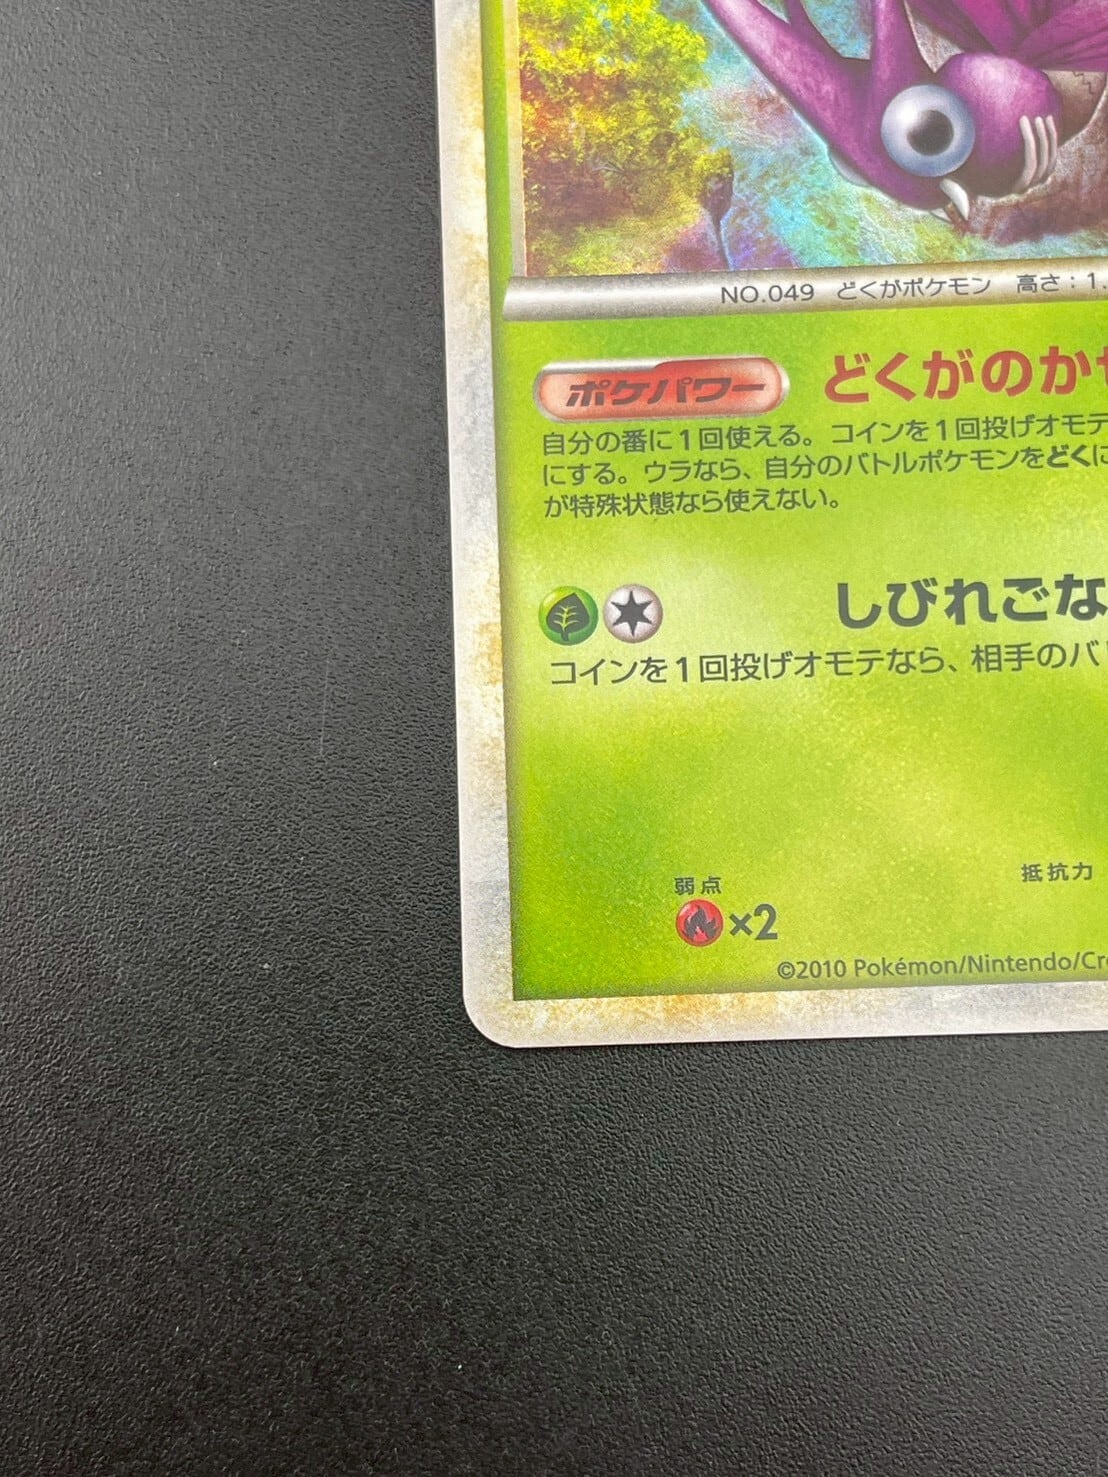 NO.049 どくがポケモン 高さ：1.
ポケパワー どくがのかぜ
自分の番に1回使える。コインを1回投げオモテ
にする。ウラなら、自分のバトルポケモンをどくに
が特殊状態なら使えない。
しびれごな
コインを1回投げオモテなら、相手のバト
弱点
抵抗力
×2
©2010 Pokémon/Nintendo/Cre